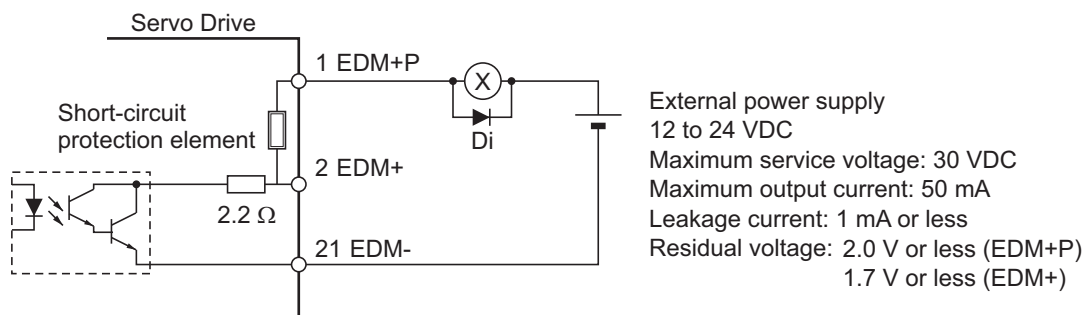 Servo Drive
1 EDM+P
X
Di
Short-circuit
protection element
2 EDM+
2.2 Ω
21 EDM-
External power supply
12 to 24 VDC
Maximum service voltage: 30 VDC
Maximum output current: 50 mA
Leakage current: 1 mA or less
Residual voltage: 2.0 V or less (EDM+P)
1.7 V or less (EDM+)